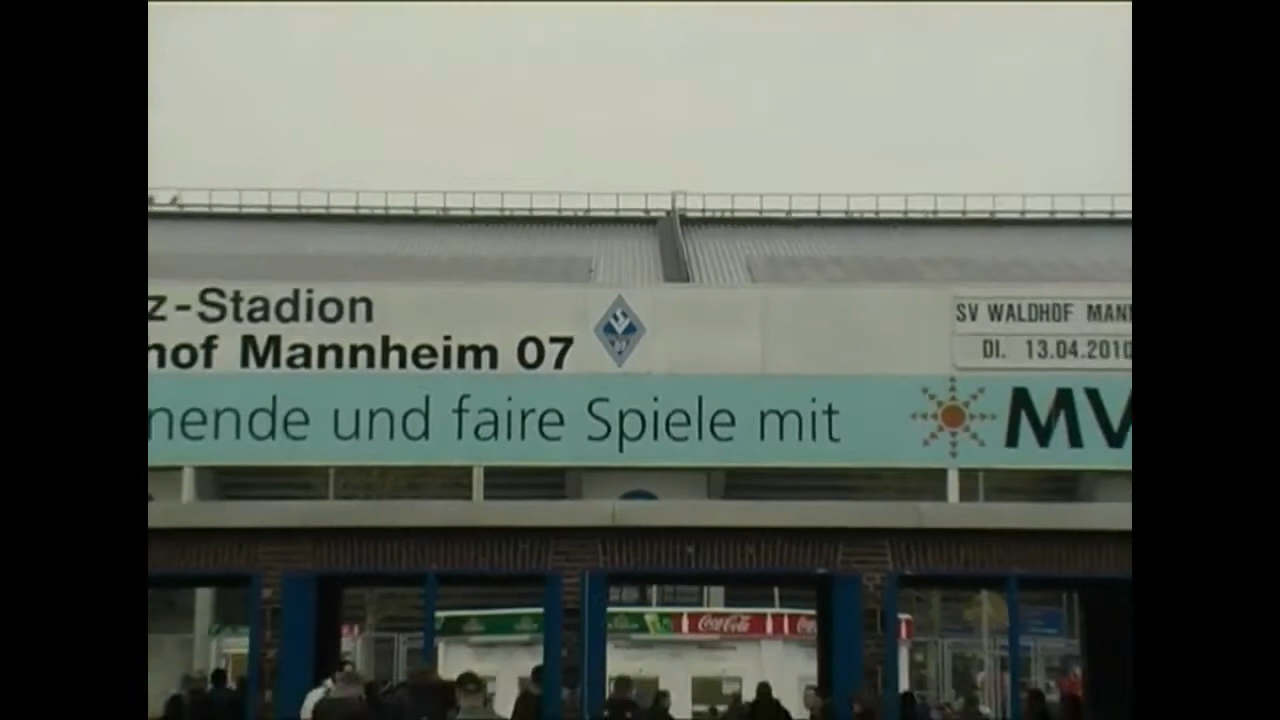 z-Stadion
hof Mannheim 07
SV WALDHOF MAN
DI. 13.04.2010
nende und faire Spiele mit
MV
Coca-Cola